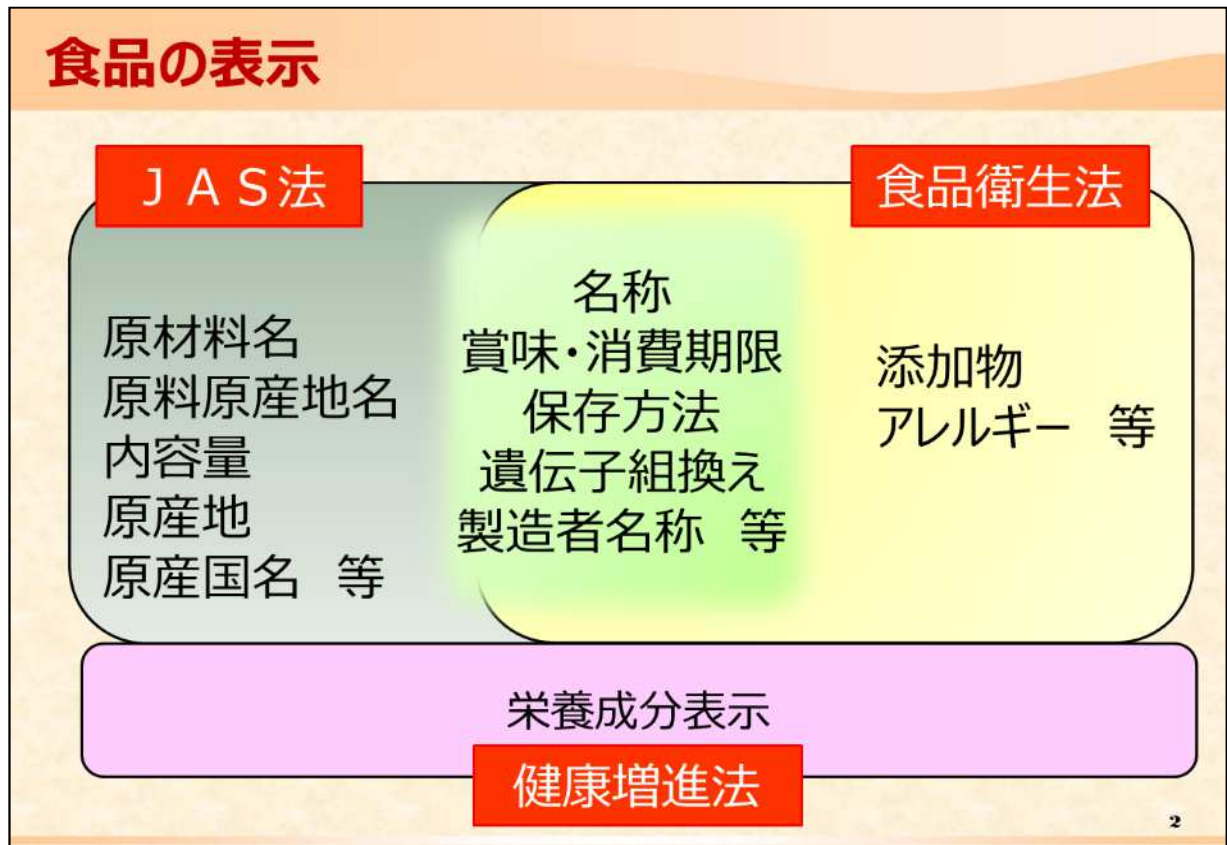 食品の表示
ＪＡＳ法
原材料名
原料原産地名
内容量
原産地
原産国名　等
名称
賞味・消費期限
保存方法
遺伝子組換え
製造者名称　等
食品衛生法
添加物
アレルギー　等
栄養成分表示
健康増進法
2